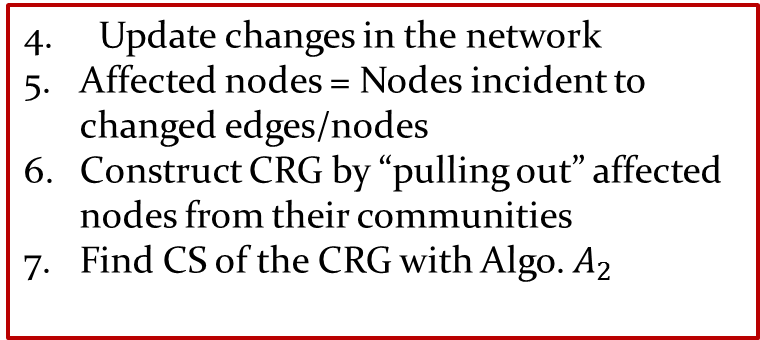 4. Update changes in the network
5. Affected nodes = Nodes incident to
changed edges/nodes
6. Construct CRG by “pulling out” affected
nodes from their communities
7. Find CS of the CRG with Algo. A₂